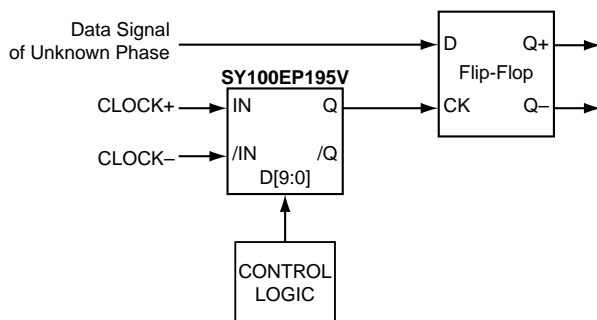 Data Signal
of Unknown Phase
D
Q+
Flip-Flop
CK
Q–
SY100EP195V
CLOCK+
IN
Q
CLOCK–
/IN
/Q
D[9:0]
CONTROL
LOGIC